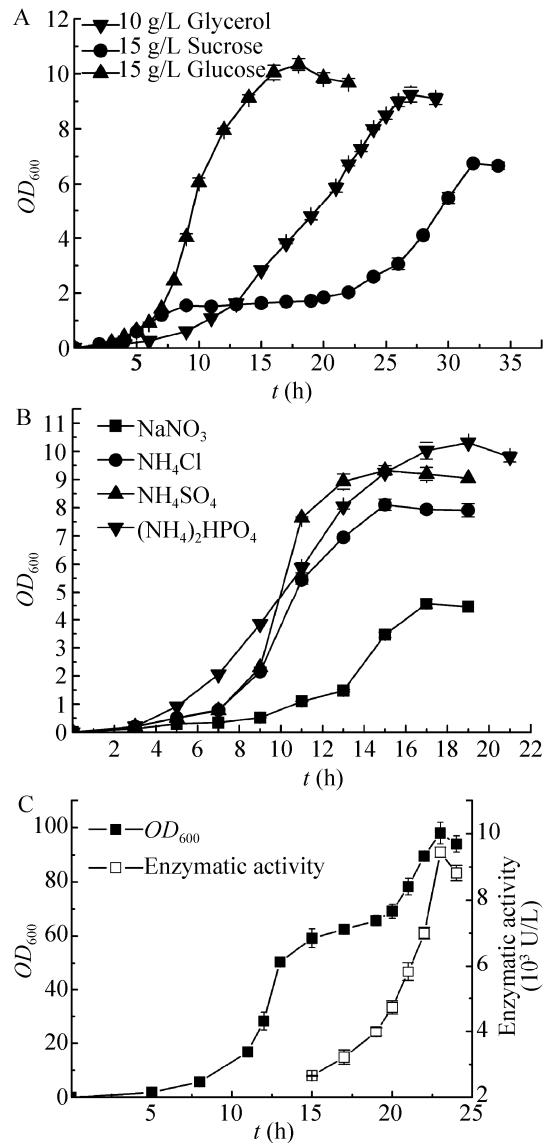 A
10 g/L Glycerol
15 g/L Sucrose
15 g/L Glucose
12
10
8
6
4
2
0
OD600
0 5 10 15 20 25 30 35
t (h)
B
NaNO3
NH4Cl
NH4SO4
(NH4)2HPO4
11
10
9
8
7
6
5
4
3
2
1
0
OD600
2 4 6 8 10 12 14 16 18 20 22
t (h)
C
OD600
Enzymatic activity
100
80
60
40
20
0
OD600
10
8
6
4
2
Enzymatic activity
(10³ U/L)
5 10 15 20 25
t (h)